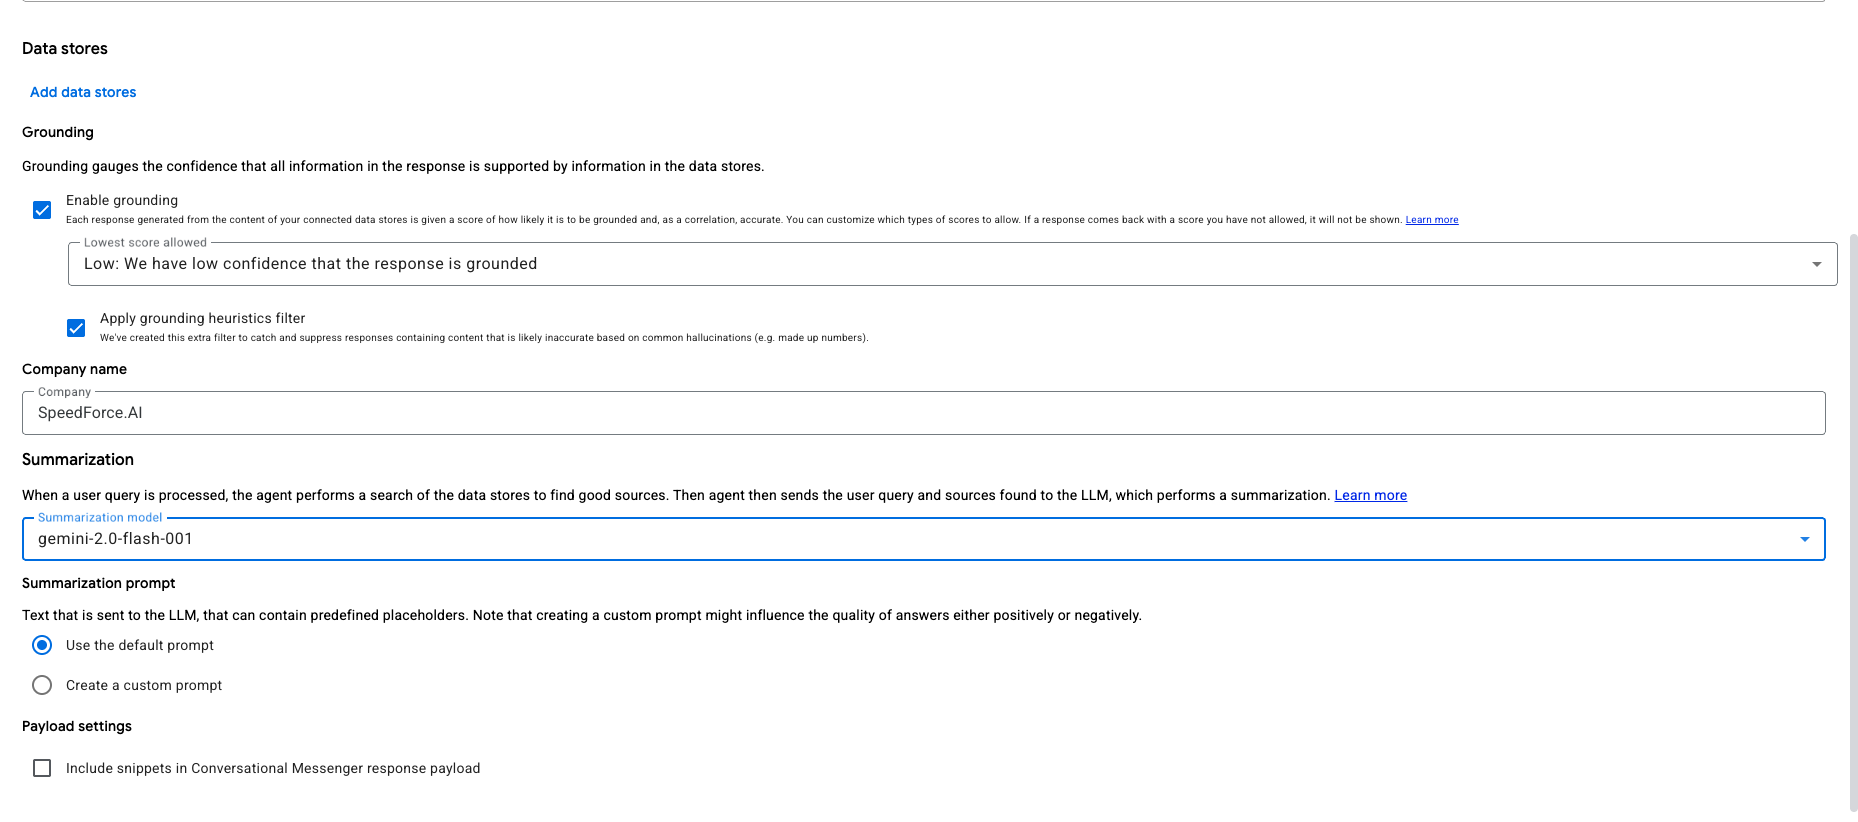 Data stores
Add data stores
Grounding
Grounding gauges the confidence that all information in the response is supported by information in the data stores.
Enable grounding
Each response generated from the content of your connected data stores is given a score of how likely it is to be grounded and, as a correlation, accurate. You can customize which types of scores to allow. If a response comes back with a score you have not allowed, it will not be shown. Learn more
Lowest score allowed
Low: We have low confidence that the response is grounded
Apply grounding heuristics filter
We've created this extra filter to catch and suppress responses containing content that is likely inaccurate based on common hallucinations (e.g. made up numbers).
Company name
Company
SpeedForce.AI
Summarization
When a user query is processed, the agent performs a search of the data stores to find good sources. Then agent then sends the user query and sources found to the LLM, which performs a summarization. Learn more
Summarization model
gemini-2.0-flash-001
Summarization prompt
Text that is sent to the LLM, that can contain predefined placeholders. Note that creating a custom prompt might influence the quality of answers either positively or negatively.
Use the default prompt
Create a custom prompt
Payload settings
Include snippets in Conversational Messenger response payload